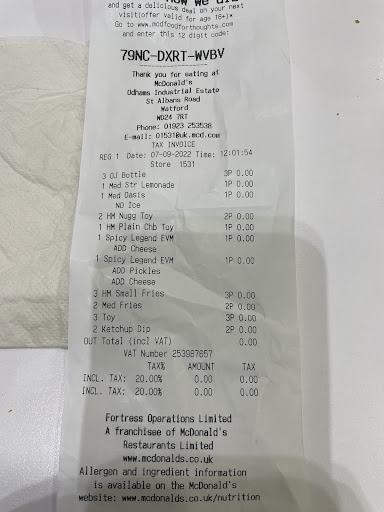 and get a delicious deal on your next
visit(offer valid for age 16+)*
Go to www.mcdfoodforthoughts.com
and enter this 12 digit code:
79NC-DXRT-WVBV
Thank you for eating at
McDonald's
Odhams Industrial Estate
St Albans Road
Watford
WD24 7RT
Phone: 01923 253538
E-mail: 01531@uk.mcd.com
TAX INVOICE
REG 1 Date: 07-09-2022 Time: 12:01:54
Store 1531
3 OJ Bottle 3P 0.00
1 Med Str Lemonade 1P 0.00
1 Med Oasis 1P 0.00
NO Ice
2 HM Nugg Toy 2P 0.00
1 HM Plain Chb Toy 1P 0.00
1 Spicy Legend EVM 1P 0.00
ADD Cheese
1 Spicy Legend EVM 1P 0.00
ADD Pickles
ADD Cheese
3 HM Small Fries 3P 0.00
2 Med Fries 2P 0.00
3 Toy 3P 0.00
2 Ketchup Dip 2P 0.00
OUT Total (incl VAT) 0.00
VAT Number 253987657
TAX% AMOUNT TAX
INCL. TAX: 20.00% 0.00 0.00
INCL. TAX: 20.00% 0.00 0.00
Fortress Operations Limited
A franchisee of McDonald's
Restaurants Limited
www.mcdonalds.co.uk
Allergen and ingredient information
is available on the McDonald's
website: www.mcdonalds.co.uk/nutrition